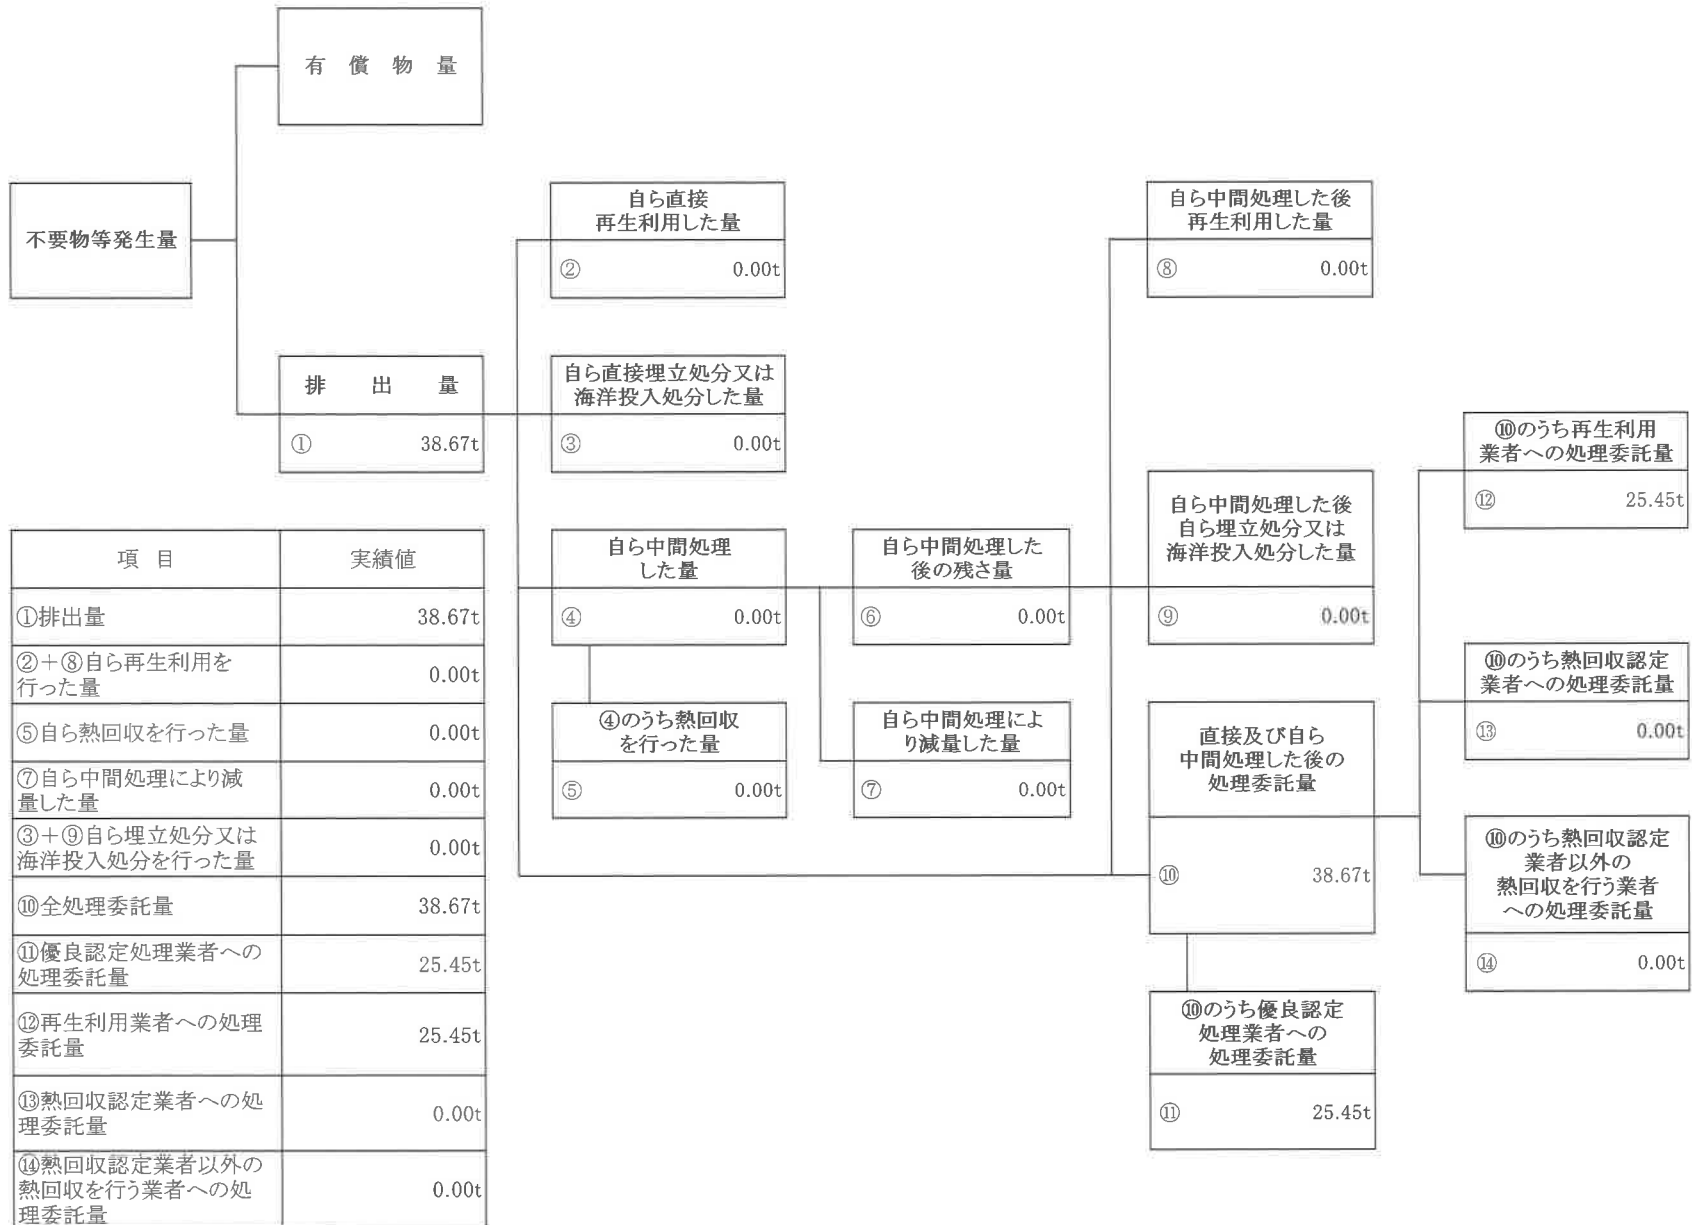 有償物量
不要物等発生量
排出量
① 38.67t
自ら直接
再生利用した量
② 0.00t
自ら直接埋立処分又は
海洋投入処分した量
③ 0.00t
自ら中間処理
した量
④ 0.00t
④のうち熱回収
を行った量
⑤ 0.00t
自ら中間処理した
後の残さ量
⑥ 0.00t
自ら中間処理によ
り減量した量
⑦ 0.00t
自ら中間処理した後
再生利用した量
⑧ 0.00t
自ら中間処理した後
自ら埋立処分又は
海洋投入処分した量
⑨ 0.00t
直接及び自ら
中間処理した後の
処理委託量
⑩ 38.67t
⑩のうち優良認定
処理業者への
処理委託量
⑪ 25.45t
⑩のうち再生利用
業者への処理委託量
⑫ 25.45t
⑩のうち熱回収認定
業者への処理委託量
⑬ 0.00t
⑩のうち熱回収認定
業者以外の
熱回収を行う業者
への処理委託量
⑭ 0.00t
項目 実績値
①排出量 38.67t
②+⑧自ら再生利用を
行った量 0.00t
⑤自ら熱回収を行った量 0.00t
⑦自ら中間処理により減
量した量 0.00t
③+⑨自ら埋立処分又は
海洋投入処分を行った量 0.00t
⑩全処理委託量 38.67t
⑪優良認定処理業者への
処理委託量 25.45t
⑫再生利用業者への処理
委託量 25.45t
⑬熱回収認定業者への処
理委託量 0.00t
⑭熱回収認定業者以外の
熱回収を行う業者への処
理委託量 0.00t